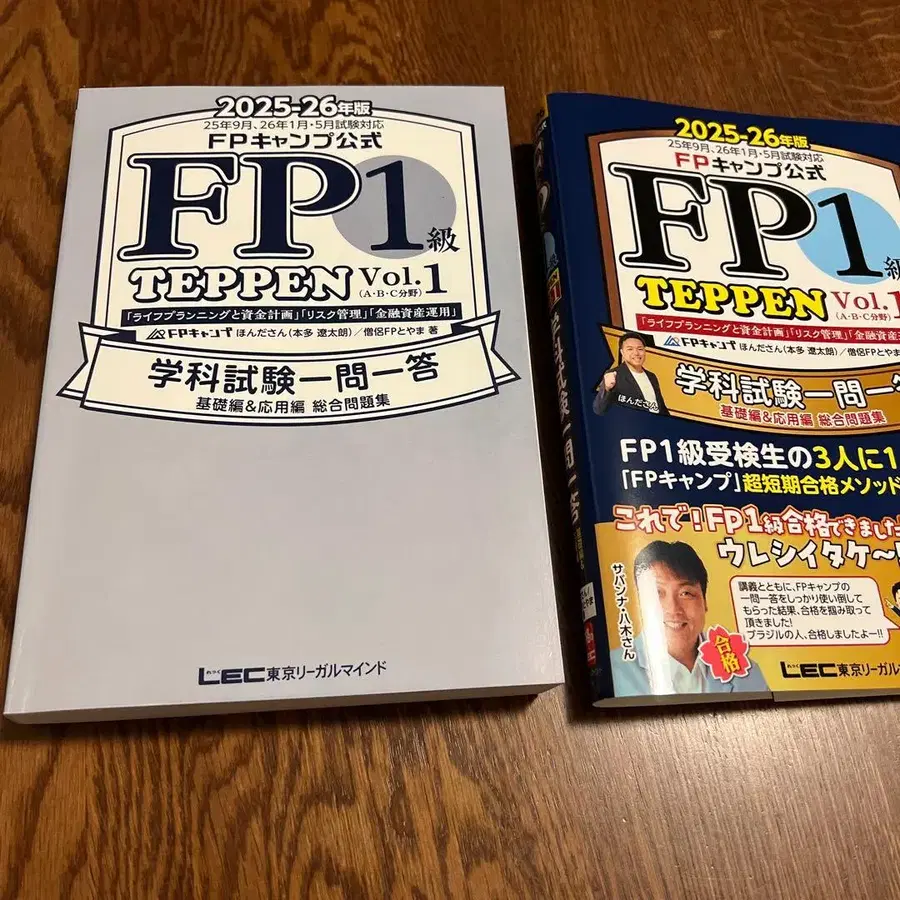 2025-26年版
25年9月、26年1月・5月試験対応
FPキャンプ公式
FP1級
TEPPEN Vol.1
(A・B・C分野)
「ライフプランニングと資金計画」「リスク管理」「金融資産運用」
FPキャンプ ほんださん(本多 遼太朗)／僧侶FPとやま 著
学科試験一問一答
基礎編&応用編 総合問題集
LEC東京リーガルマインド
2025-26年版
25年9月、26年1月・5月試験対応
FPキャンプ公式
FP1級
TEPPEN Vol.1
(A・B・C分野)
「ライフプランニングと資金計画」「リスク管理」「金融資産運
FPキャンプ ほんださん(本多 遼太朗)／僧侶FPとやま
ほんださん
学科試験一問一答
基礎編&応用編 総合問題集
FP1級受検生の3人に1
「FPキャンプ」超短期合格メソッド
これで!FP1級合格できました
ウレシイタケ〜!!
サバンナ・八木さん
合格
講義とともに、FPキャンプの
一問一答をしっかり使い倒して
もらった結果、合格を掴み取って
頂きました!
ブラジルの人、合格しましたよー!!
LEC東京リーガルマイン